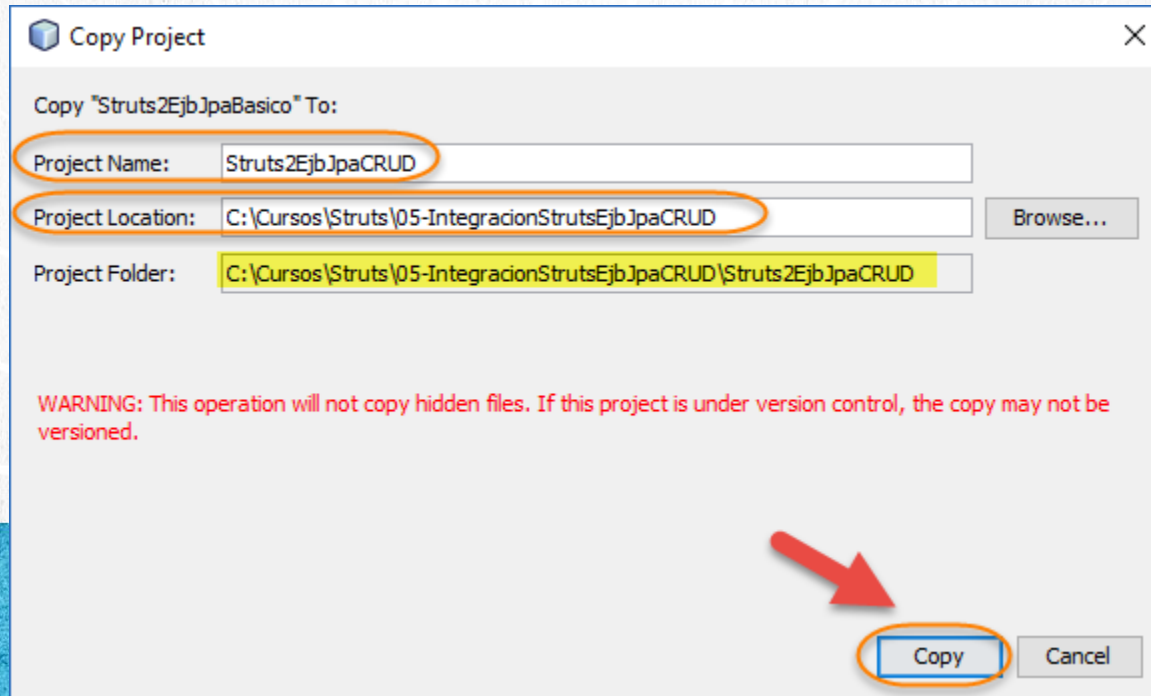 Copy Project
Copy "Struts2EjbJpaBasico" To:
Project Name: Struts2EjbJpaCRUD
Project Location: C:\Cursos\Struts\05-IntegracionStrutsEjbJpaCRUD Browse...
Project Folder: C:\Cursos\Struts\05-IntegracionStrutsEjbJpaCRUD\Struts2EjbJpaCRUD
WARNING: This operation will not copy hidden files. If this project is under version control, the copy may not be
versioned.
Copy Cancel